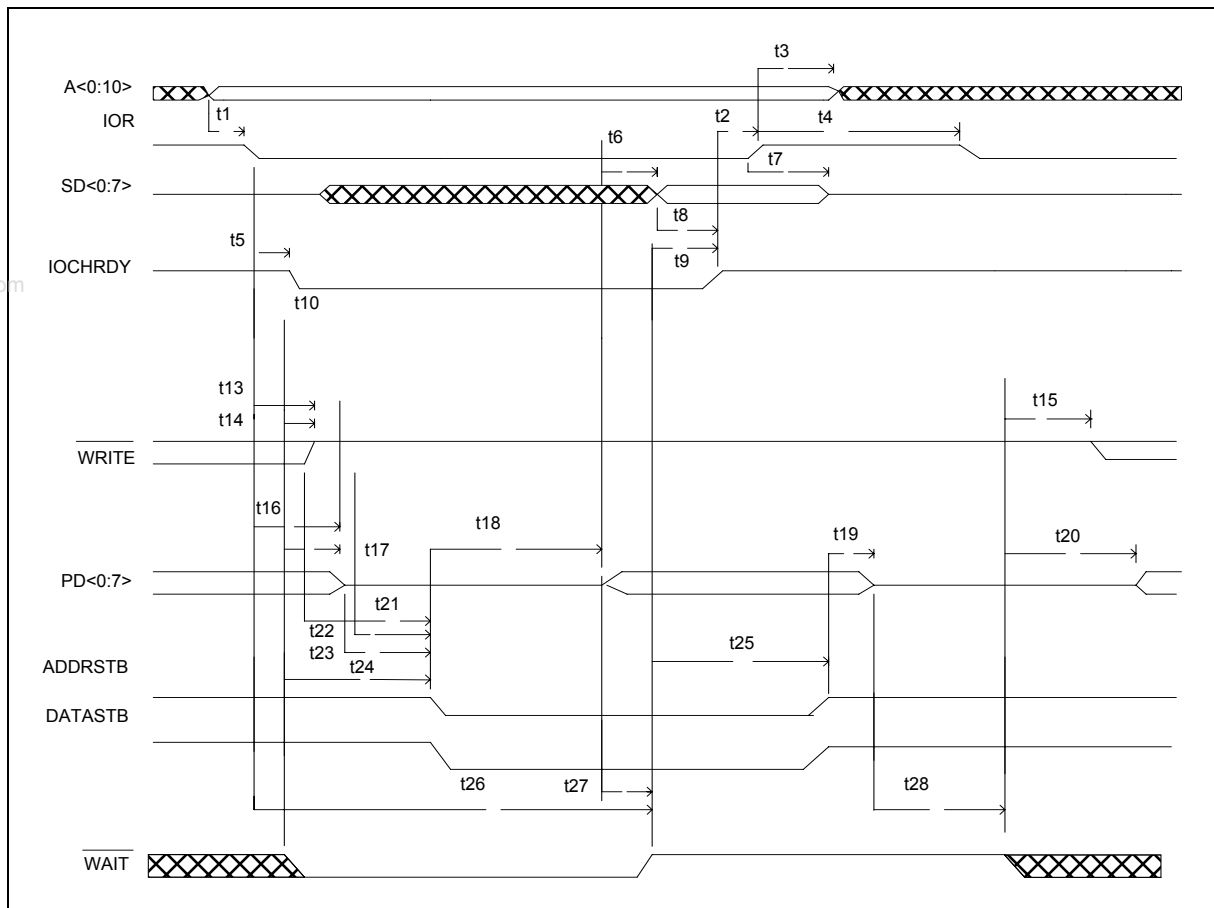 t3
A<0:10>
t1
t2
t4
IOR
t6
t7
SD<0:7>
t8
t5
t9
IOCHRDY
om
t10
t13
t15
t14
WRITE
t16
t18
t17
t19
t20
PD<0:7>
t21
t22
t23
t25
ADDRSTB
t24
DATASTB
t26
t27
t28
WAIT